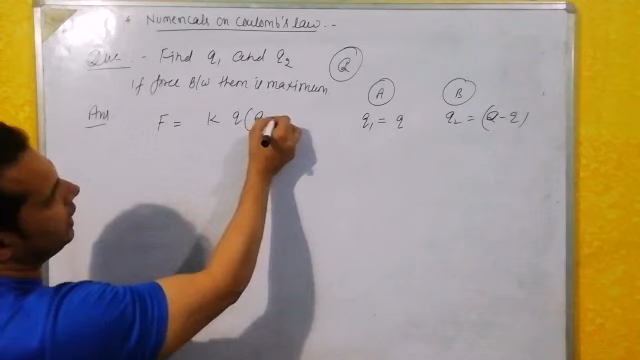 * Numericals on Coulomb's law --
Que - Find q1 and q2 Q
if force B/w them is maximum
A B
Ans F = K q(Q q1 = q q2 = (Q-q)